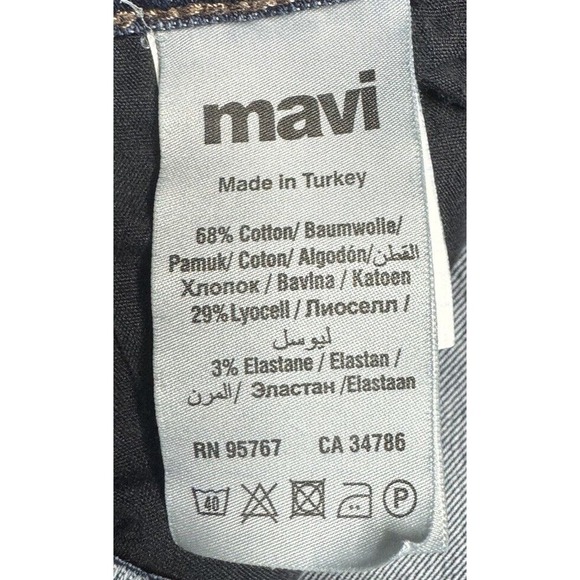 mavi
Made in Turkey
68% Cotton/ Baumwolle/
Pamuk/ Coton/ Algodón/القطن/
Хлопок / Bavlna / Katoen
29% Lyocell / Лиоселл /
ليوسل
3% Elastane / Elastan /
المرن/ Эластан /Elastaan
RN 95767 CA 34786
40 P